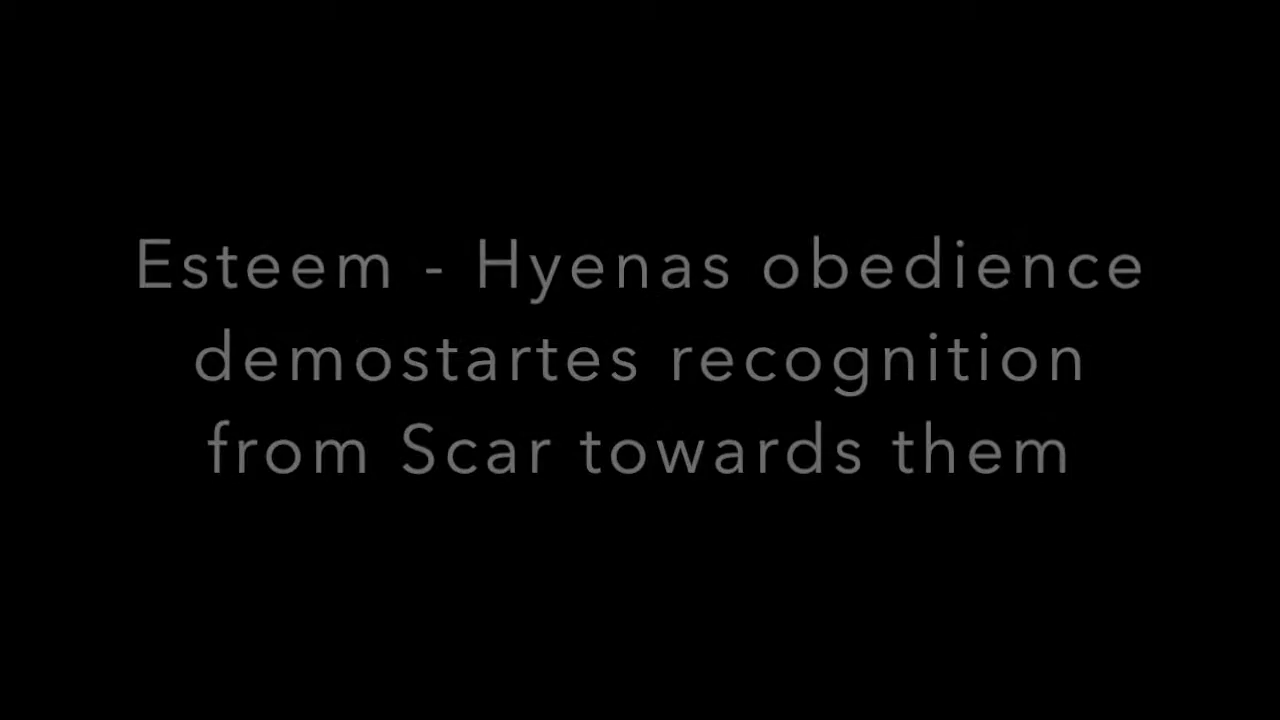 Esteem - Hyenas obedience
demostartes recognition
from Scar towards them